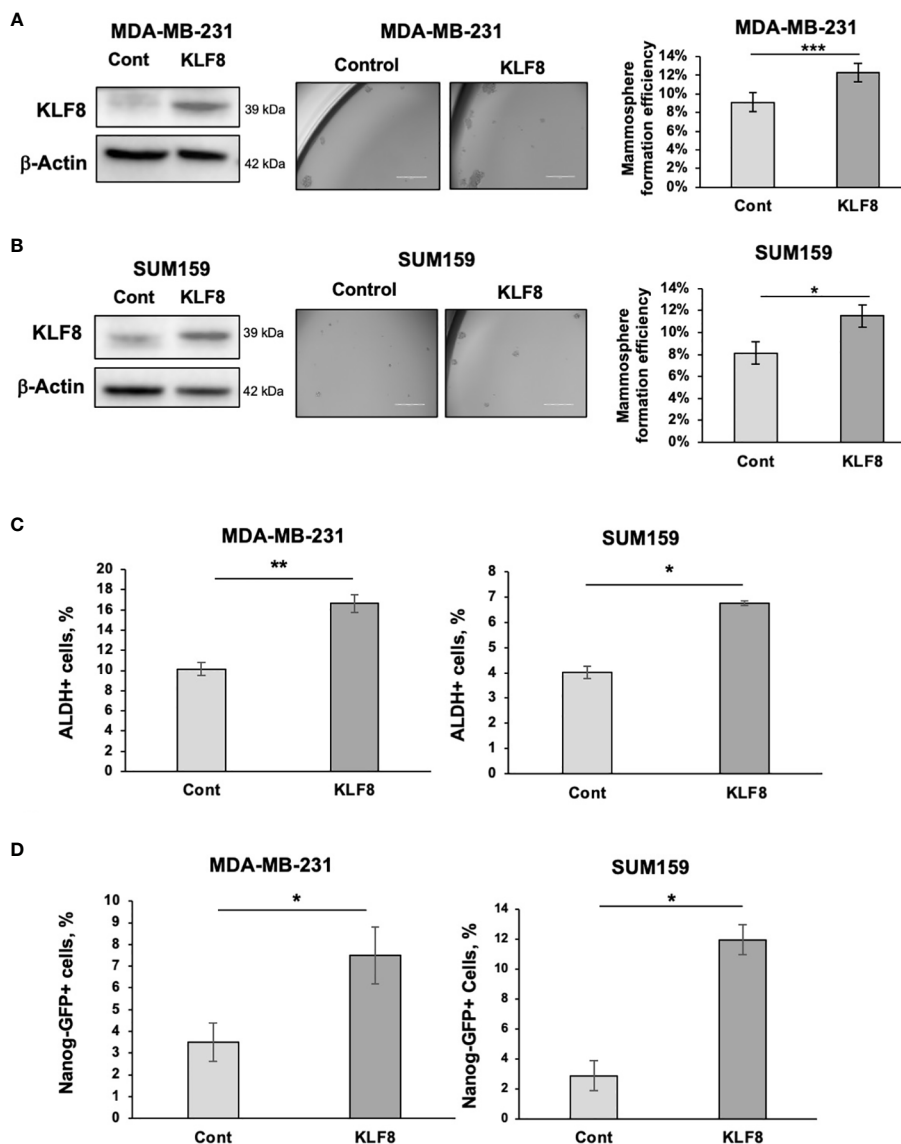 A
MDA-MB-231
Cont KLF8
KLF8
39 kDa
β-Actin
42 kDa
MDA-MB-231
Control KLF8
MDA-MB-231
***
Mammosphere
formation efficiency
14%
12%
10%
8%
6%
4%
2%
0%
Cont KLF8
B
SUM159
Cont KLF8
KLF8
39 kDa
β-Actin
42 kDa
SUM159
Control KLF8
SUM159
*
Mammosphere
formation efficiency
14%
12%
10%
8%
6%
4%
2%
0%
Cont KLF8
C
MDA-MB-231
**
ALDH+ cells, %
20
18
16
14
12
10
8
6
4
2
0
Cont KLF8
SUM159
*
ALDH+ cells, %
8
7
6
5
4
3
2
1
0
Cont KLF8
D
MDA-MB-231
*
Nanog-GFP+ cells, %
10
9
8
7
6
5
4
3
2
1
0
Cont KLF8
SUM159
*
Nanog-GFP+ Cells, %
14
12
10
8
6
4
2
0
Cont KLF8